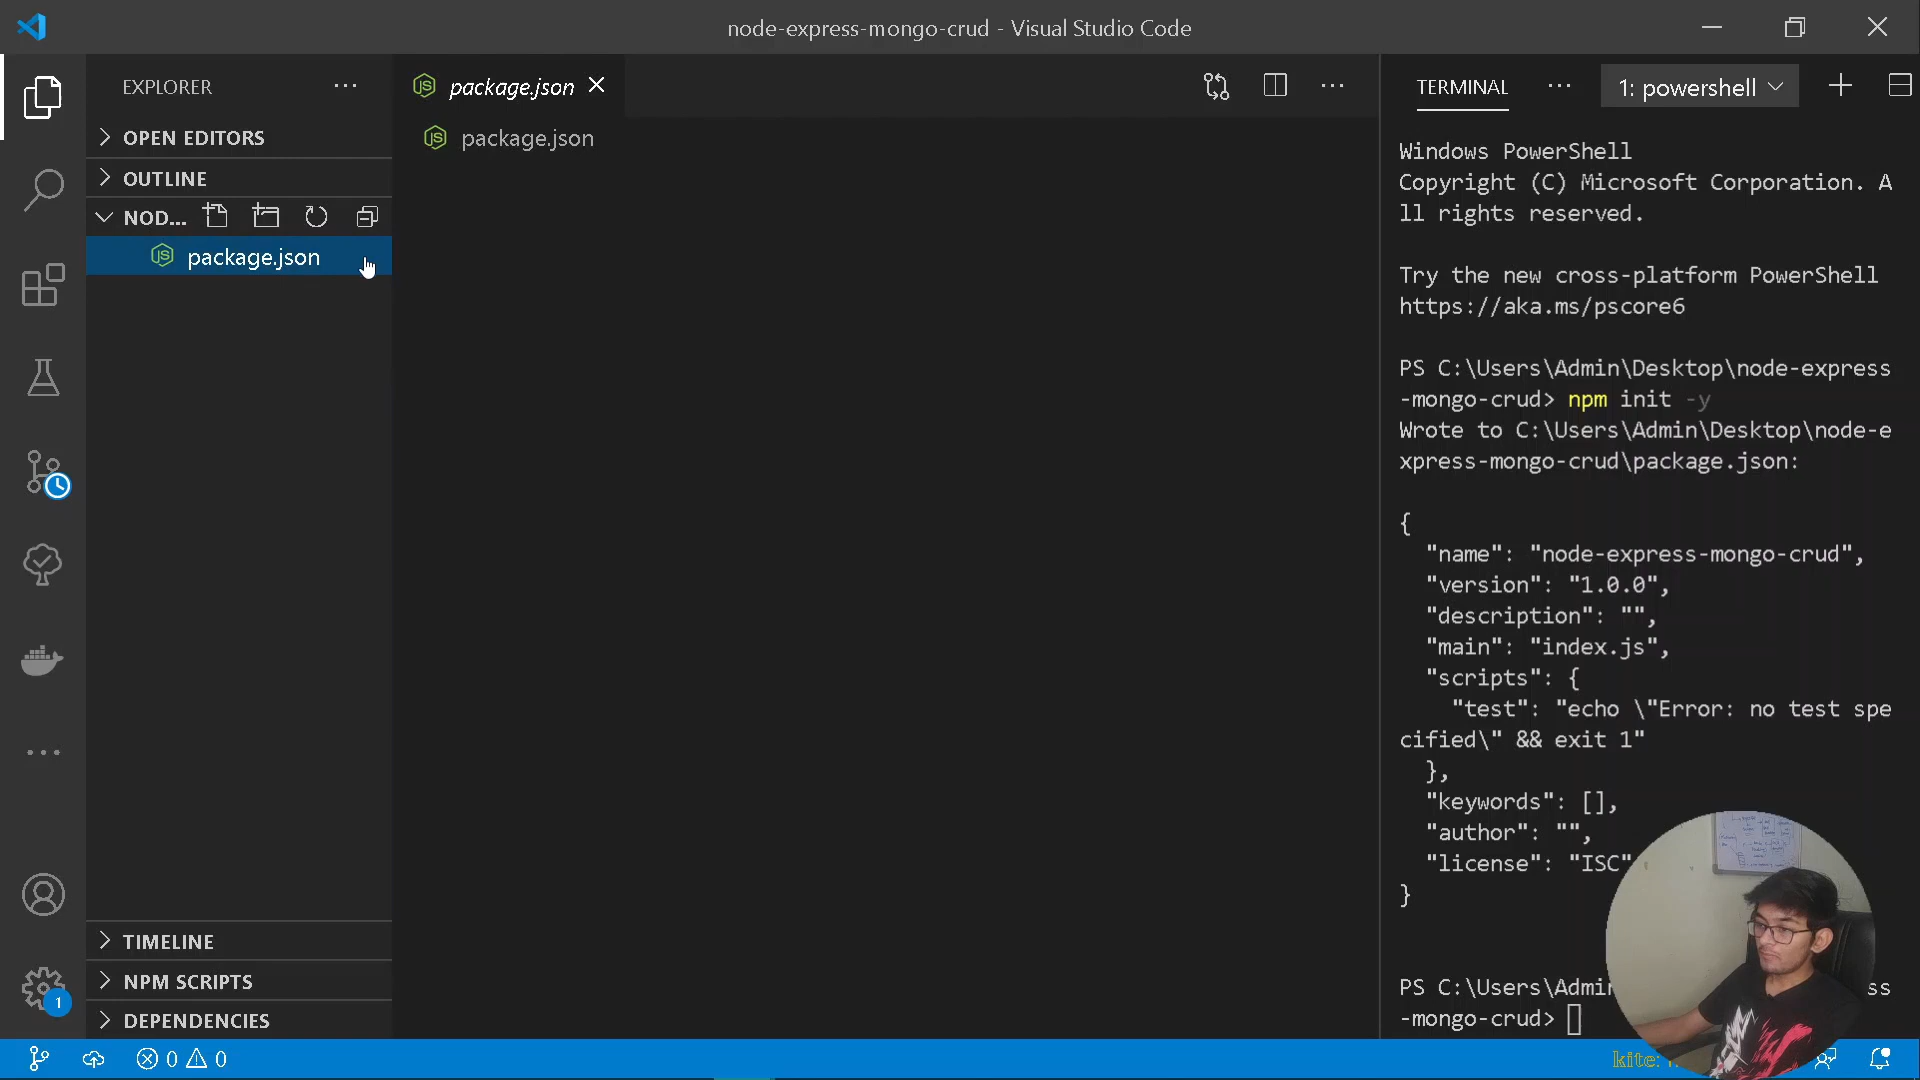 node-express-mongo-crud - Visual Studio Code
EXPLORER
OPEN EDITORS
OUTLINE
NOD...
package.json
TIMELINE
NPM SCRIPTS
DEPENDENCIES
package.json
package.json
TERMINAL
1: powershell
Windows PowerShell
Copyright (C) Microsoft Corporation. A
ll rights reserved.
Try the new cross-platform PowerShell
https://aka.ms/pscore6
PS C:\Users\Admin\Desktop\node-express
-mongo-crud> npm init -y
Wrote to C:\Users\Admin\Desktop\node-e
xpress-mongo-crud\package.json:
{
"name": "node-express-mongo-crud",
"version": "1.0.0",
"description": "",
"main": "index.js",
"scripts": {
"test": "echo \"Error: no test spe
cified\" && exit 1"
},
"keywords": [],
"author": "",
"license": "ISC"
}
PS C:\Users\Admin ss
-mongo-crud>
1
0 0
kite: